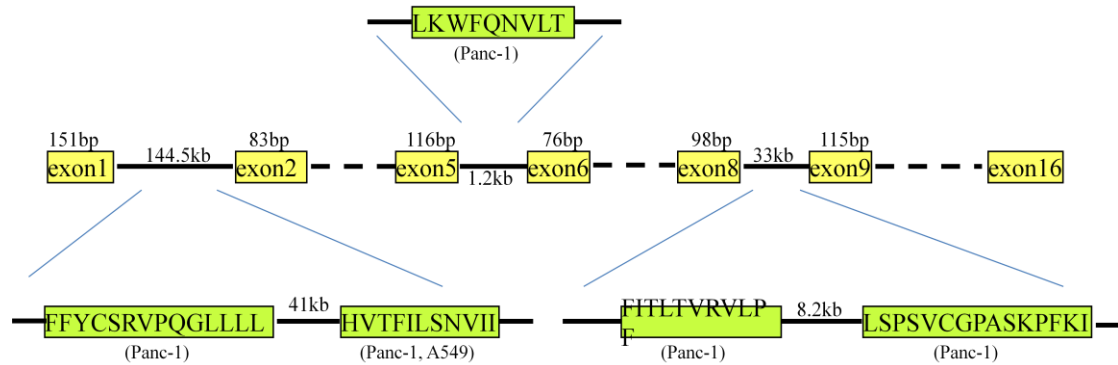 LKWFQNVLT
(Panc-1)
151bp 83bp 116bp 76bp 98bp 115bp
exon1 144.5kb exon2 exon5 1.2kb exon6 exon8 33kb exon9 exon16
FFYCSRVPQGLLLL 41kb HVTFILSNVII FITLTVRVLP 8.2kb LSPSVCGPASKPFKI
F
(Panc-1) (Panc-1, A549) (Panc-1) (Panc-1)